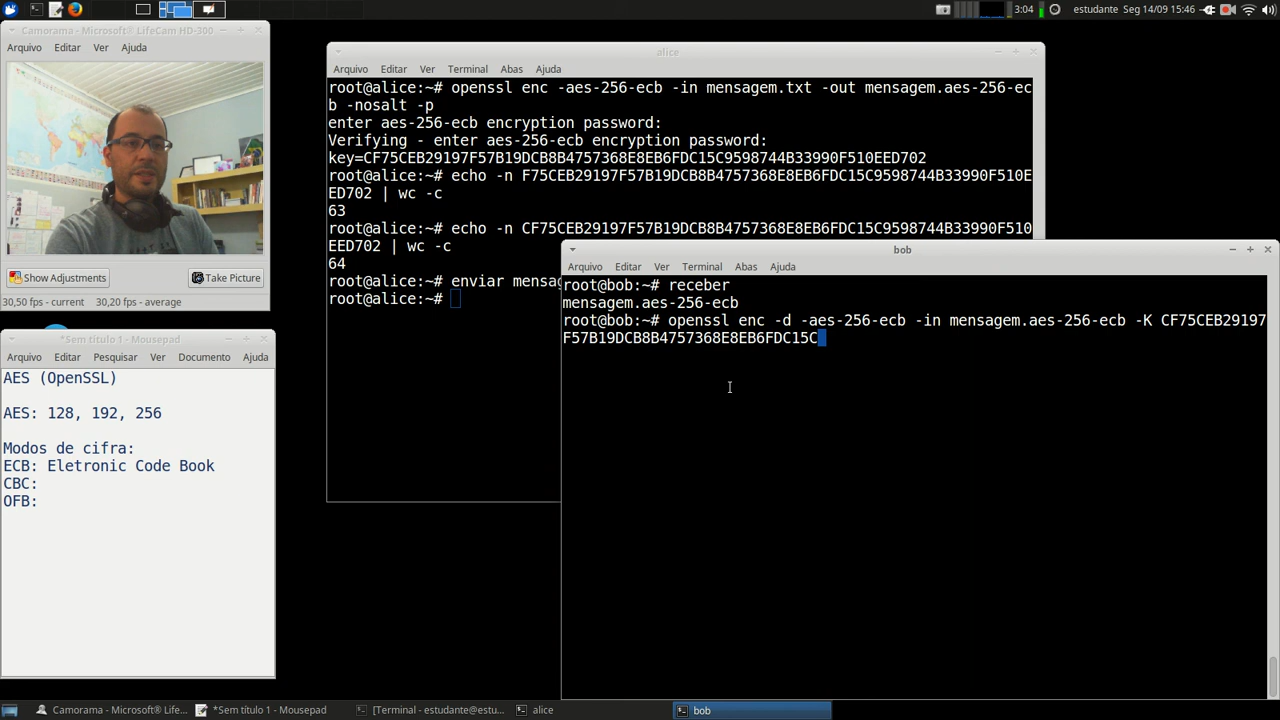 3:04 estudante Seg 14/09 15:46
Camorama - Microsoft® LifeCam HD-300
Arquivo Editar Ver Ajuda
Show Adjustments Take Picture
30,50 fps - current 30,20 fps - average
*Sem título 1 - Mousepad
Arquivo Editar Pesquisar Ver Documento Ajuda
AES (OpenSSL)
AES: 128, 192, 256
Modos de cifra:
ECB: Eletronic Code Book
CBC:
OFB:
alice
Arquivo Editar Ver Terminal Abas Ajuda
root@alice:~# openssl enc -aes-256-ecb -in mensagem.txt -out mensagem.aes-256-ec
b -nosalt -p
enter aes-256-ecb encryption password:
Verifying - enter aes-256-ecb encryption password:
key=CF75CEB29197F57B19DCB8B4757368E8EB6FDC15C9598744B33990F510EED702
root@alice:~# echo -n F75CEB29197F57B19DCB8B4757368E8EB6FDC15C9598744B33990F510E
ED702 | wc -c
63
root@alice:~# echo -n CF75CEB29197F57B19DCB8B4757368E8EB6FDC15C9598744B33990F510
EED702 | wc -c
64
root@alice:~# enviar mensag
root@alice:~#
bob
Arquivo Editar Ver Terminal Abas Ajuda
root@bob:~# receber
mensagem.aes-256-ecb
root@bob:~# openssl enc -d -aes-256-ecb -in mensagem.aes-256-ecb -K CF75CEB29197
F57B19DCB8B4757368E8EB6FDC15C
Camorama - Microsoft® LifeCa... *Sem título 1 - Mousepad [Terminal - estudante@estu... alice bob